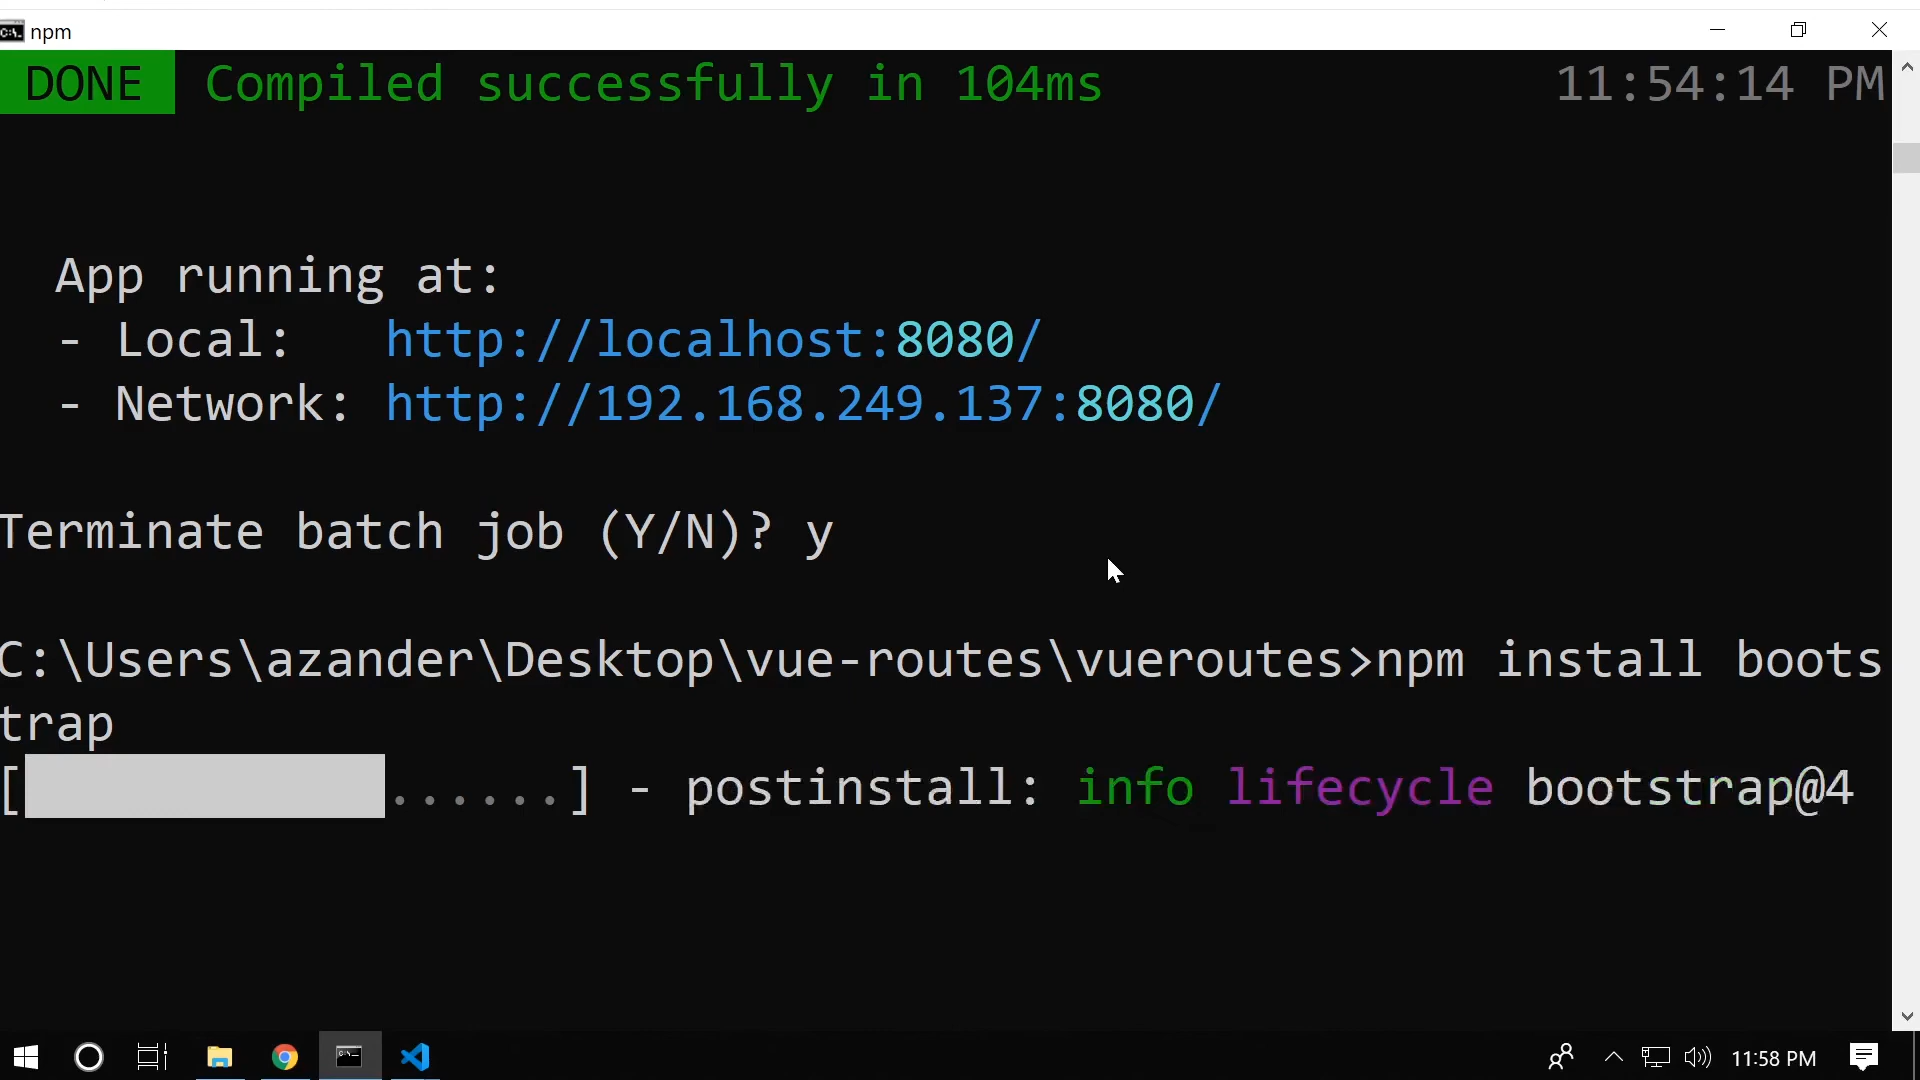 npm
DONE Compiled successfully in 104ms 11:54:14 PM
App running at:
- Local: http://localhost:8080/
- Network: http://192.168.249.137:8080/
Terminate batch job (Y/N)? y
C:\Users\azander\Desktop\vue-routes\vueroutes>npm install boots
trap
[ ......] - postinstall: info lifecycle bootstrap@4
11:58 PM